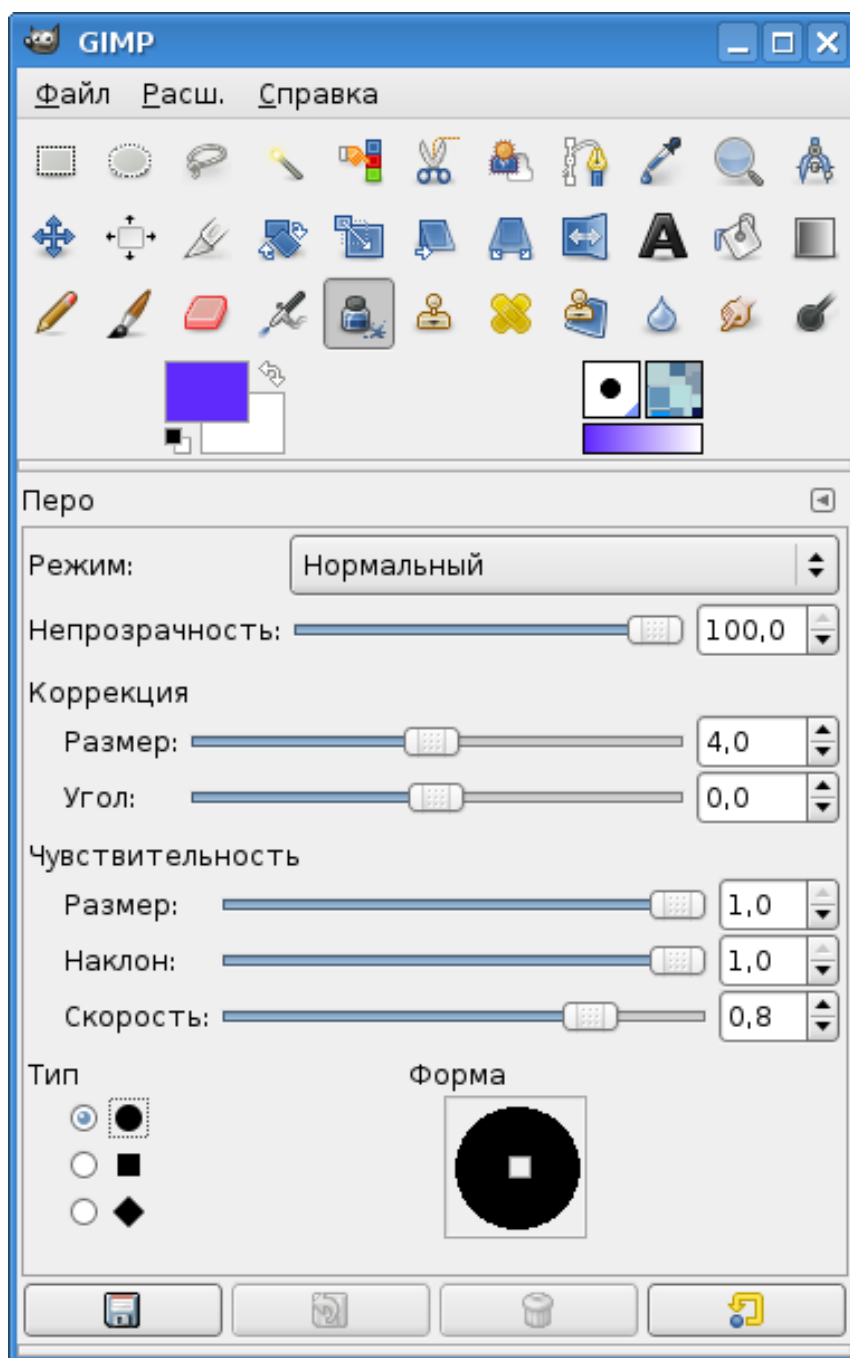 GIMP
Файл Расш. Справка
Перо
Режим: Нормальный
Непрозрачность: 100,0
Коррекция
Размер: 4,0
Угол: 0,0
Чувствительность
Размер: 1,0
Наклон: 1,0
Скорость: 0,8
Тип Форма